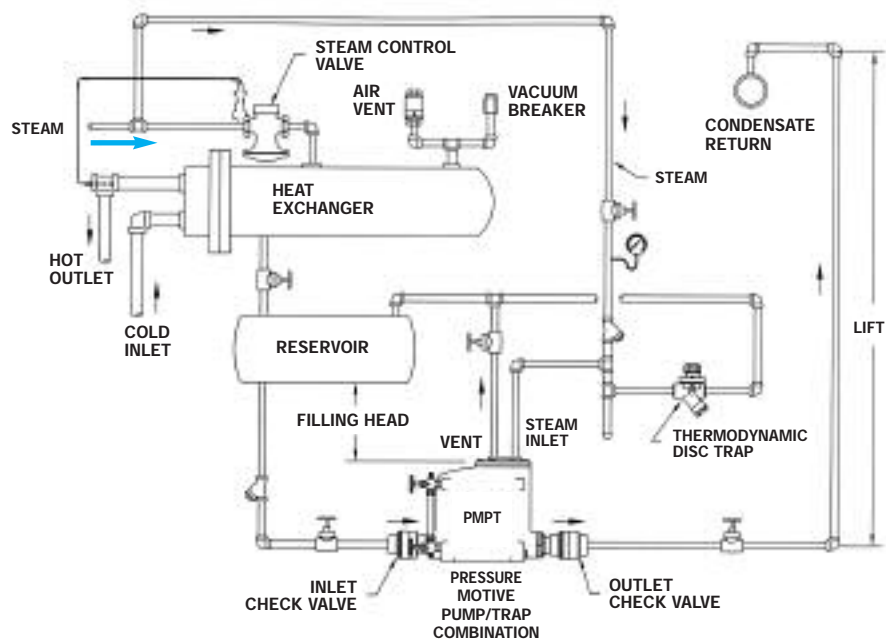 STEAM CONTROL
VALVE
AIR
VENT
VACUUM
BREAKER
STEAM
CONDENSATE
RETURN
HEAT
EXCHANGER
STEAM
HOT
OUTLET
COLD
INLET
RESERVOIR
LIFT
FILLING HEAD
VENT
STEAM
INLET
THERMODYNAMIC
DISC TRAP
PMPT
INLET
CHECK VALVE
PRESSURE
MOTIVE
PUMP/TRAP
COMBINATION
OUTLET
CHECK VALVE